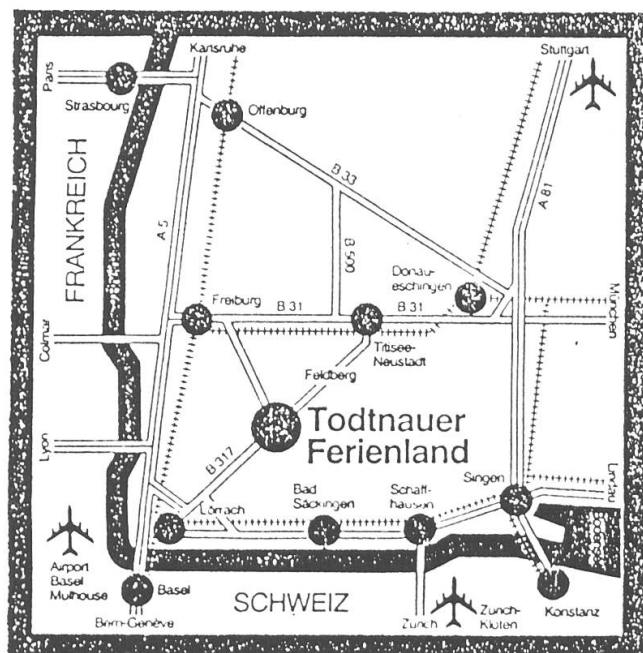 Karlsruhe
Stuttgart
Paris
Strasbourg
Offenburg
FRANKREICH
A 5
B 33
A 81
B 500
Donau-
eschingen
Freiburg
B 31
B 31
München
Titisee-
Neustadt
Colmar
Feldberg
Todtnauer
Ferienland
Lyon
B 317
Singen
Lindau
Lörrach
Bad
Säckingen
Schaff-
hausen
Airport
Basel
Mulhouse
Basel
SCHWEIZ
Bern-Genève
Zürich
Zürich-
Kloten
Konstanz